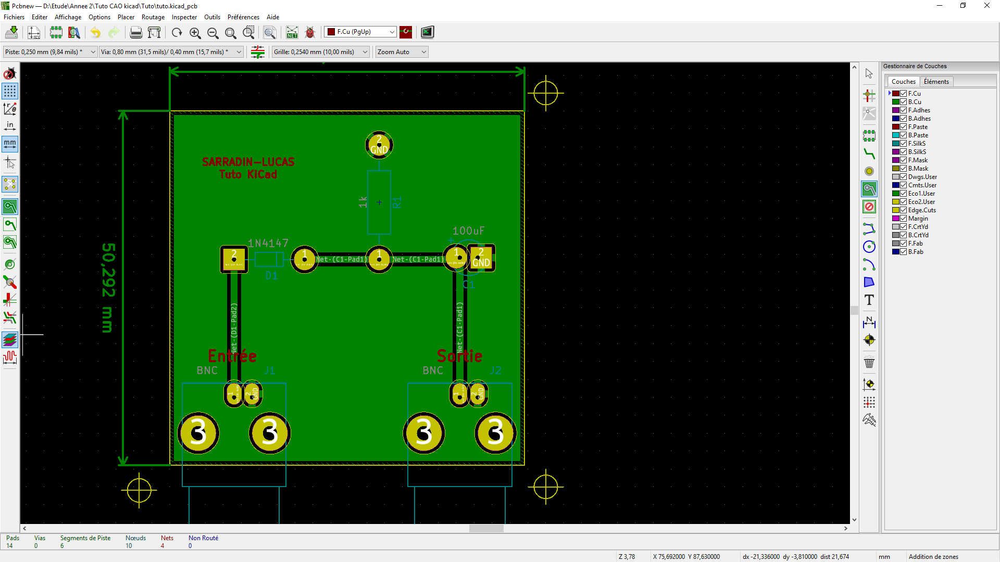 Pcbnew — D:\Etude\Annee 2\Tuto CAO kicad\Tuto\tuto.kicad_pcb
Fichiers Editer Affichage Options Placer Routage Inspecter Outils Préférences Aide
NET
F.Cu (PgUp)
Piste: 0,250 mm (9,84 mils) *
Via: 0,80 mm (31,5 mils)/ 0,40 mm (15,7 mils) *
Grille: 0,2540 mm (10,00 mils)
Zoom Auto
in
mm
Gestionnaire de Couches
Couches
Éléments
F.Cu
B.Cu
F.Adhes
B.Adhes
F.Paste
B.Paste
F.SilkS
B.SilkS
F.Mask
B.Mask
Dwgs.User
Cmts.User
Eco1.User
Eco2.User
Edge.Cuts
Margin
F.CrtYd
B.CrtYd
F.Fab
B.Fab
2
GND
SARRADIN-LUCAS
Tuto KiCad
1k
R1
100uF
1N4147
2
1
Net-(C1-Pad1)
1
Net-(C1-Pad1)
1
2
GND
D1
C1
50,292 mm
Net-(D1-Pad2)
Net-(C1-Pad1)
Entrée
Sortie
BNC
J1
BNC
J2
1
2
GND
1
2
GND
3
3
3
3
Pads Vias Segments de Piste Nœuds Nets Non Routé
14 0 6 10 4 0
Z 3,78
X 75,692000 Y 87,630000
dx -21,336000 dy -3,810000 dist 21,674
mm
Addition de zones